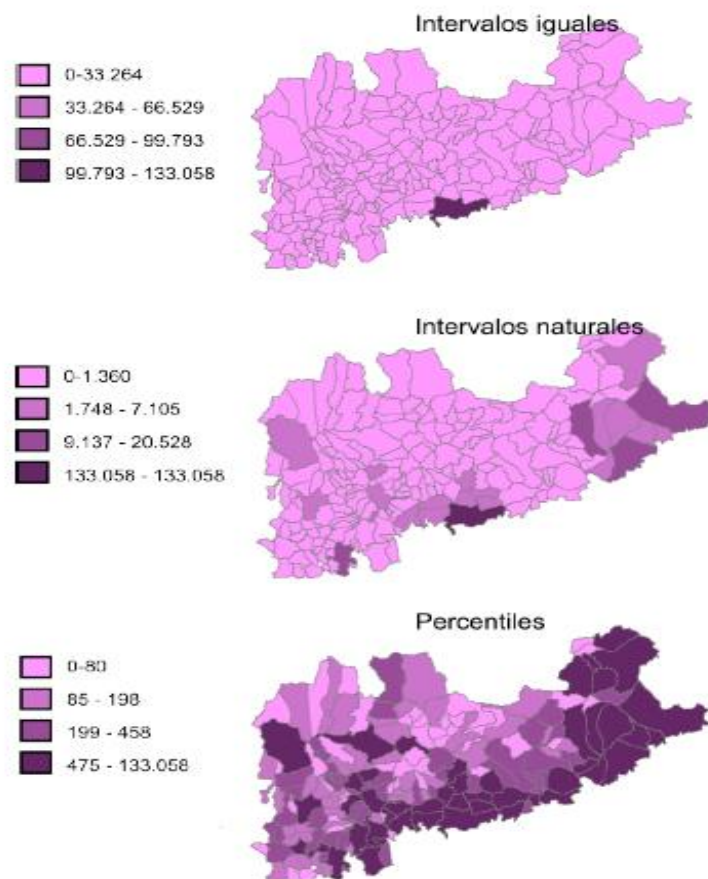 Intervalos iguales
0-33.264
33.264 - 66.529
66.529 - 99.793
99.793 - 133.058
Intervalos naturales
0-1.360
1.748 - 7.105
9.137 - 20.528
133.058 - 133.058
Percentiles
0-80
85 - 198
199 - 458
475 - 133.058